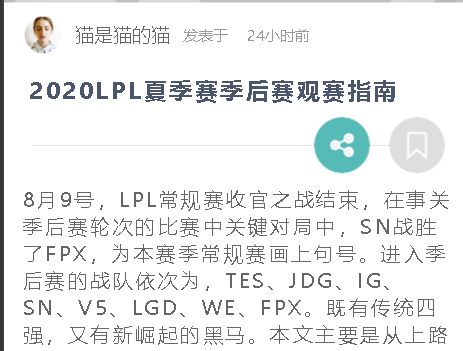 猫是猫的猫 发表于 24小时前
2020LPL夏季赛季后赛观赛指南
8月9号，LPL常规赛收官之战结束，在事关
季后赛轮次的比赛中关键对局中，SN战胜
了FPX，为本赛季常规赛画上句号。进入季
后赛的战队依次为，TES、JDG、IG、
SN、V5、LGD、WE、FPX。既有传统四
强，又有新崛起的黑马。本文主要是从上路